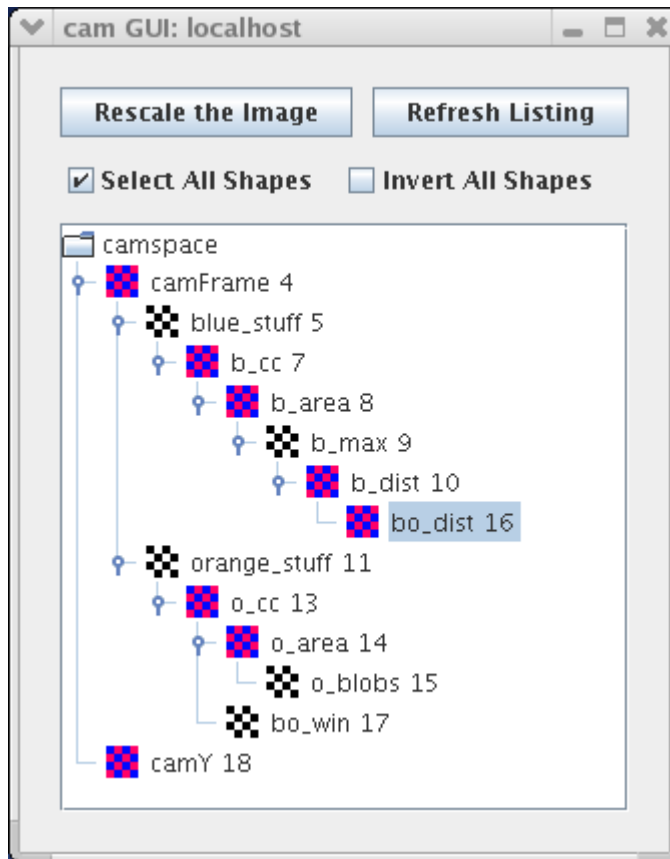 cam GUI: localhost
Rescale the Image Refresh Listing
Select All Shapes Invert All Shapes
camspace
camFrame 4
blue_stuff 5
b_cc 7
b_area 8
b_max 9
b_dist 10
bo_dist 16
orange_stuff 11
o_cc 13
o_area 14
o_blobs 15
bo_win 17
camY 18